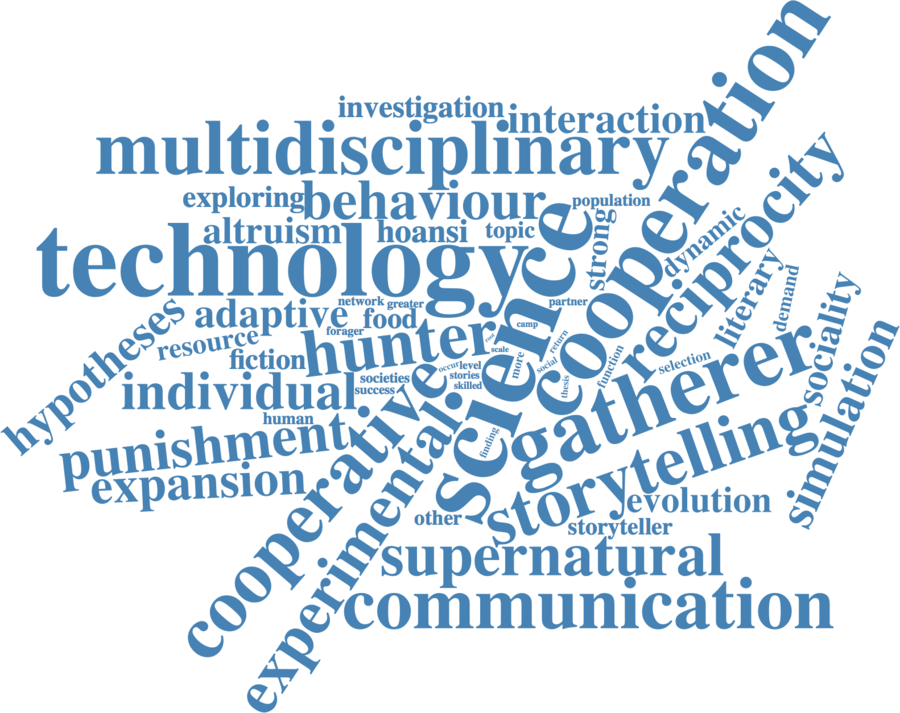 investigation
interaction
cooperation
multidisciplinary
exploring
behaviour
population
altruism
hoansi
topic
strong
dynamic
reciprocity
technology
science
literary
demand
sociality
hypotheses
adaptive
network
greater
partner
food
forager
camp
resource
hunter
return
fiction
scale
more
social
function
selection
occur
level
individual
societies
stories
success
skilled
thesis
gatherer
simulation
human
punishment
cooperative
experimental
finding
storytelling
expansion
evolution
other
storyteller
supernatural
communication